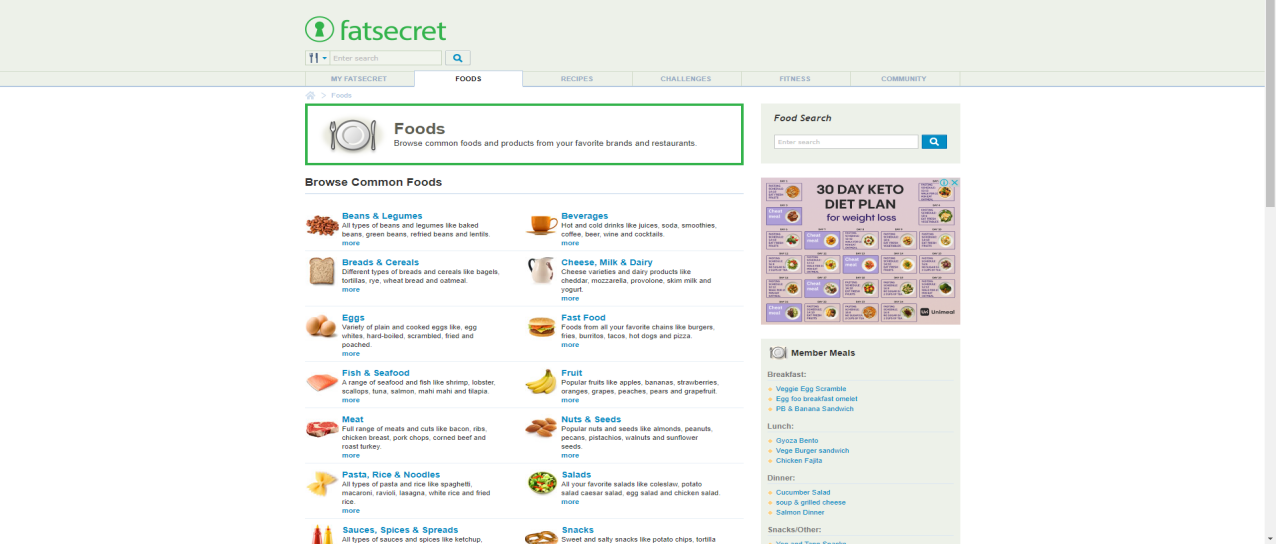 fatsecret
Enter search
MY FATSECRET
FOODS
RECIPES
CHALLENGES
FITNESS
COMMUNITY
> Foods
Foods
Browse common foods and products from your favorite brands and restaurants.
Browse Common Foods
Beans & Legumes
All types of beans and legumes like baked
beans, green beans, refried beans and lentils.
more
Beverages
Hot and cold drinks like juices, soda, smoothies,
coffee, beer, wine and cocktails.
more
Breads & Cereals
Different types of breads and cereals like bagels,
tortillas, rye, wheat bread and oatmeal.
more
Cheese, Milk & Dairy
Cheese varieties and dairy products like
cheddar, mozzarella, provolone, skim milk and
yogurt.
more
Eggs
Variety of plain and cooked eggs like, egg
whites, hard-boiled, scrambled, fried and
poached.
more
Fast Food
Foods from all your favorite chains like burgers,
fries, burritos, tacos, hot dogs and pizza.
more
Fish & Seafood
A range of seafood and fish like shrimp, lobster,
scallops, tuna, salmon, mahi mahi and tilapia.
more
Fruit
Popular fruits like apples, bananas, strawberries,
oranges, grapes, peaches, pears and grapefruit.
more
Meat
Full range of meats and cuts like bacon, ribs,
chicken breast, pork chops, corned beef and
roast turkey.
more
Nuts & Seeds
Popular nuts and seeds like almonds, peanuts,
pecans, pistachios, walnuts and sunflower
seeds.
more
Pasta, Rice & Noodles
All types of pasta and rice like spaghetti,
macaroni, ravioli, lasagna, white rice and fried
rice.
more
Salads
All your favorite salads like coleslaw, potato
salad caesar salad, egg salad and chicken salad.
more
Sauces, Spices & Spreads
All types of sauces and spices like ketchup,
Snacks
Sweet and salty snacks like potato chips, tortilla
Food Search
Enter search
30 DAY KETO
DIET PLAN
for weight loss
Cheat
meal
Cheat
meal
Cheat
meal
Cheat
meal
Cheat
meal
Cheat
meal
Unimeal
Member Meals
Breakfast:
Veggie Egg Scramble
Egg foo breakfast omelet
PB & Banana Sandwich
Lunch:
Gyoza Bento
Vege Burger sandwich
Chicken Fajita
Dinner:
Cucumber Salad
soup & grilled cheese
Salmon Dinner
Snacks/Other: